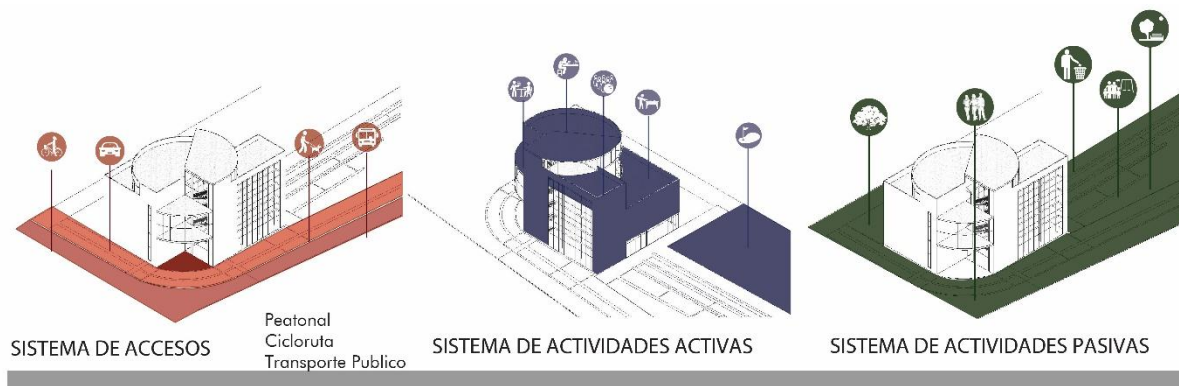 SISTEMA DE ACCESOS
Peatonal
Cicloruta
Transporte Publico
SISTEMA DE ACTIVIDADES ACTIVAS
SISTEMA DE ACTIVIDADES PASIVAS